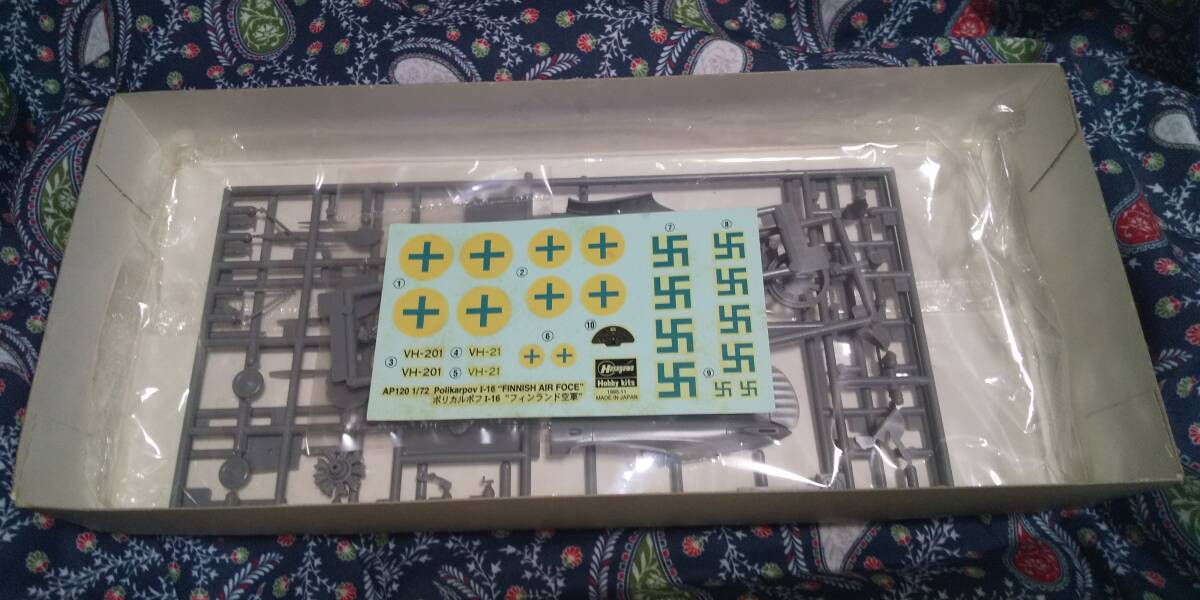 ⑦
⑧
①
②
⑩
⑥
③
VH-201
④
VH-21
VH-201
⑤
VH-21
⑨
Hasegawa
Hobby kits
AP120 1/72 Polikarpov I-16 "FINNISH AIR FOCE"
ポリカルポフ I-16 "フィンランド空軍"
MADE IN JAPAN